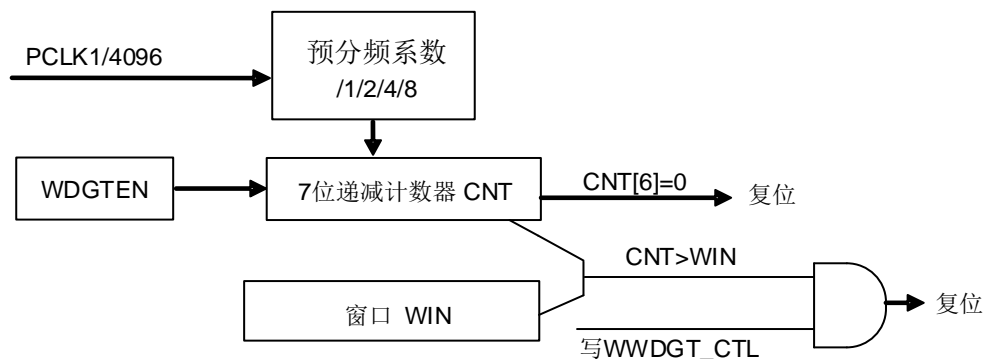 PCLK1/4096
预分频系数
/1/2/4/8
WDGTEN
7位递减计数器 CNT
CNT[6]=0
复位
CNT>WIN
窗口 WIN
复位
写WWDGT_CTL